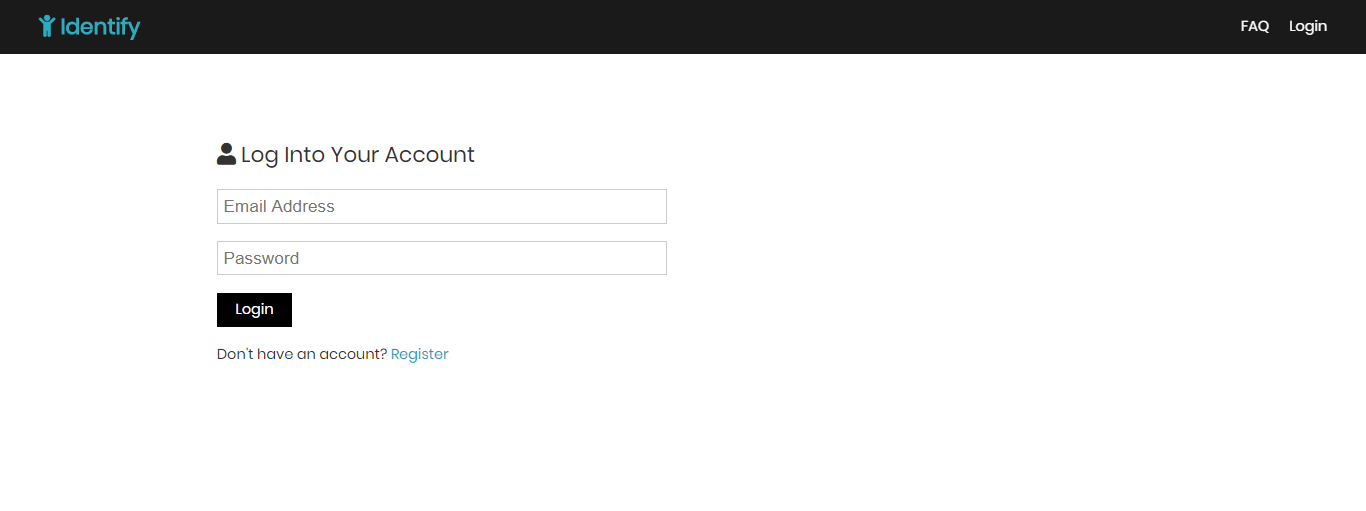 Identify
FAQ Login
Log Into Your Account
Email Address
Password
Login
Don't have an account? Register